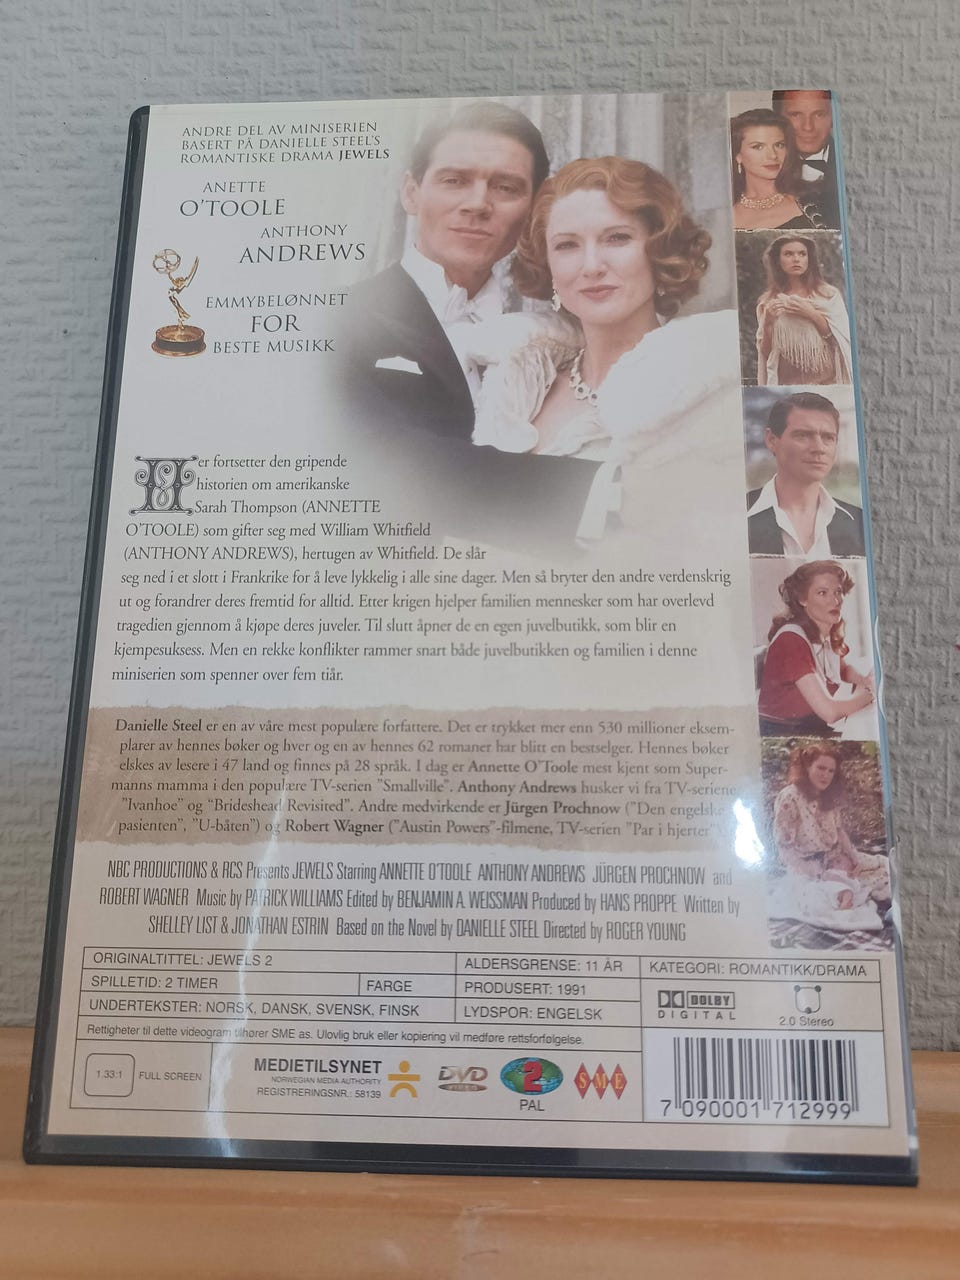 ANDRE DEL AV MINISERIEN
BASERT PÅ DANIELLE STEEL'S
ROMANTISKE DRAMA JEWELS
ANETTE
O'TOOLE
ANTHONY
ANDREWS
EMMYBELØNNET
FOR
BESTE MUSIKK
Her fortsetter den gripende
historien om amerikanske
Sarah Thompson (ANNETTE
O'TOOLE) som gifter seg med William Whitfield
(ANTHONY ANDREWS), hertugen av Whitfield. De slår
seg ned i et slott i Frankrike for å leve lykkelig i alle sine dager. Men så bryter den andre verdenskrig
ut og forandrer deres fremtid for alltid. Etter krigen hjelper familien mennesker som har overlevd
tragedien gjennom å kjøpe deres juveler. Til slutt åpner de en egen juvelbutikk, som blir en
kjempesuksess. Men en rekke konflikter rammer snart både juvelbutikken og familien i denne
miniserien som spenner over fem tiår.
Danielle Steel er en av våre mest populære forfattere. Det er trykket mer enn 530 millioner eksem-
plarer av hennes bøker og hver og en av hennes 62 romaner har blitt en bestselger. Hennes bøker
elskes av lesere i 47 land og finnes på 28 språk. I dag er Annette O'Toole mest kjent som Super-
manns mamma i den populære TV-serien "Smallville". Anthony Andrews husker vi fra TV-seriene
"Ivanhoe" og "Brideshead Revisited". Andre medvirkende er Jürgen Prochnow ("Den engelske
pasienten", "U-båten") og Robert Wagner ("Austin Powers"-filmene, TV-serien "Par i hjerter"
NBC PRODUCTIONS & RCS Presents JEWELS Starring ANNETTE O'TOOLE ANTHONY ANDREWS JÜRGEN PROCHNOW and
ROBERT WAGNER Music by PATRICK WILLIAMS Edited by BENJAMIN A. WEISSMAN Produced by HANS PROPPE Written by
SHELLEY LIST & JONATHAN ESTRIN Based on the Novel by DANIELLE STEEL Directed by ROGER YOUNG
ORIGINALTITTEL: JEWELS 2 ALDERSGRENSE: 11 ÅR KATEGORI: ROMANTIKK/DRAMA
SPILLETID: 2 TIMER FARGE PRODUSERT: 1991
UNDERTEKSTER: NORSK, DANSK, SVENSK, FINSK LYDSPOR: ENGELSK
DOLBY
DIGITAL
2.0 Stereo
Rettigheter til dette videogram tilhører SME as. Ulovlig bruk eller kopiering vil medføre rettsforfølgelse.
1.33:1 FULL SCREEN
MEDIETILSYNET
NORWEGIAN MEDIA AUTHORITY
REGISTRERINGSNR.: 58139
DVD
VIDEO
2
PAL
SME
7 090001 712999